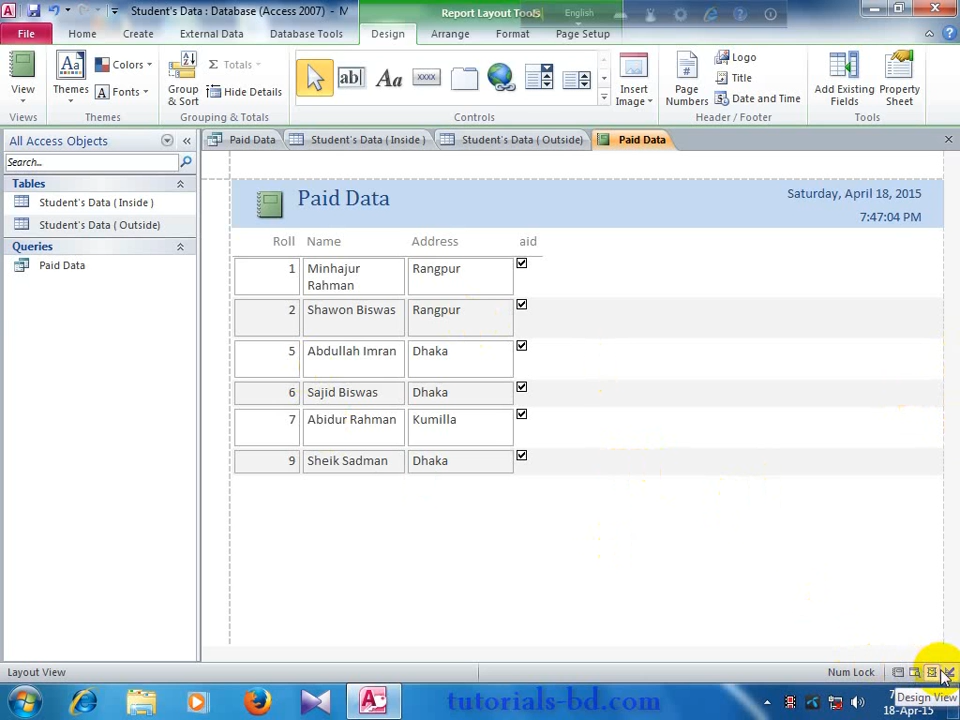 Student's Data : Database (Access 2007) - M
Report Layout Tools
English
File
Home
Create
External Data
Database Tools
Design
Arrange
Format
Page Setup
View
Themes
Colors
Fonts
Group & Sort
Totals
Hide Details
ab|
Aa
xxxx
Insert Image
Page Numbers
Logo
Title
Date and Time
Add Existing Fields
Property Sheet
Views
Themes
Grouping & Totals
Controls
Header / Footer
Tools
All Access Objects
Paid Data
Student's Data ( Inside )
Student's Data ( Outside)
Paid Data
Search...
Tables
Student's Data ( Inside )
Student's Data ( Outside)
Queries
Paid Data
Paid Data
Saturday, April 18, 2015
7:47:04 PM
Roll Name Address aid
1 Minhajur Rahman Rangpur
2 Shawon Biswas Rangpur
5 Abdullah Imran Dhaka
6 Sajid Biswas Dhaka
7 Abidur Rahman Kumilla
9 Sheik Sadman Dhaka
Layout View
Num Lock
Design View
tutorials-bd.com
18-Apr-15